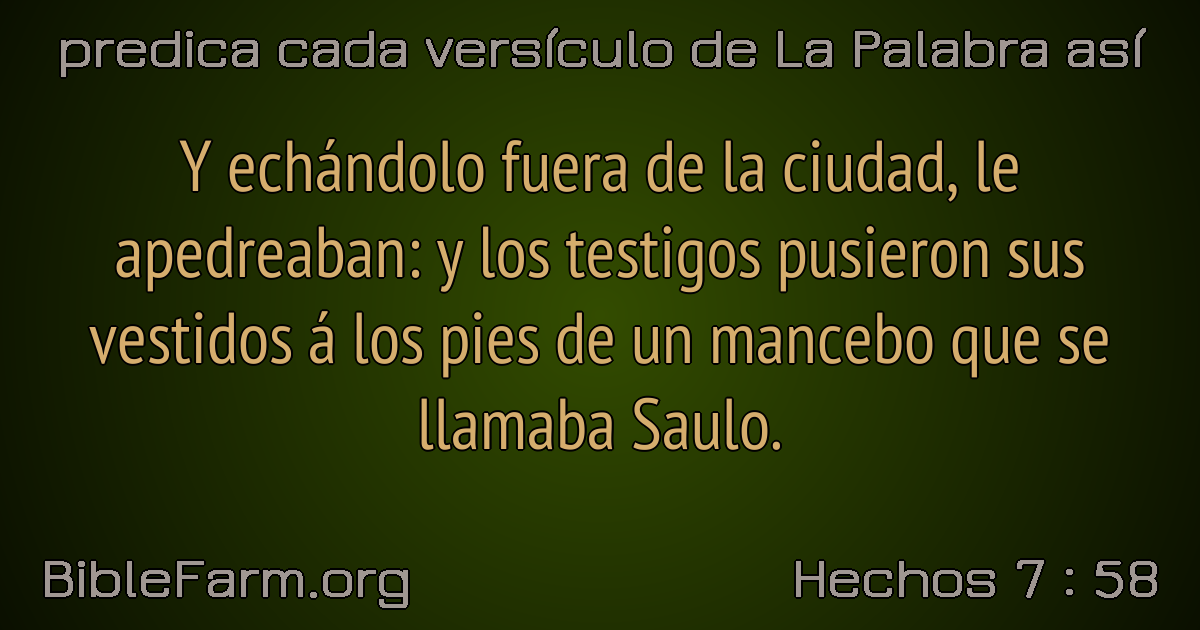 predica cada versículo de La Palabra así
Y echándolo fuera de la ciudad, le
apedreaban: y los testigos pusieron sus
vestidos á los pies de un mancebo que se
llamaba Saulo.
BibleFarm.org
Hechos 7 : 58